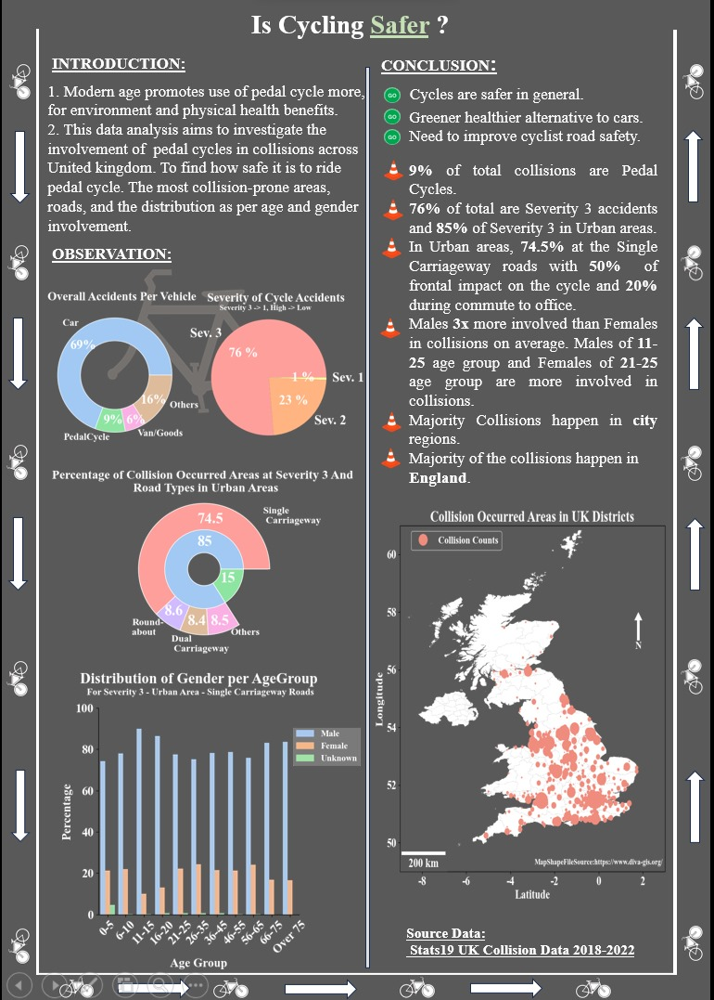 Is Cycling Safer ?
INTRODUCTION:
1. Modern age promotes use of pedal cycle more,
for environment and physical health benefits.
2. This data analysis aims to investigate the
involvement of pedal cycles in collisions across
United kingdom. To find how safe it is to ride
pedal cycle. The most collision-prone areas,
roads, and the distribution as per age and gender
involvement.
OBSERVATION:
Overall Accidents Per Vehicle
Car
69%
16%
Others
9%
6%
PedalCycle
Van/Goods
Severity of Cycle Accidents
Severity 3 -> 1, High -> Low
Sev. 3
76 %
1 %
Sev. 1
23 %
Sev. 2
Percentage of Collision Occurred Areas at Severity 3 And
Road Types in Urban Areas
Single
Carriageway
74.5
85
15
8.6
8.4
8.5
Round-
about
Dual
Carriageway
Others
Distribution of Gender per AgeGroup
For Severity 3 - Urban Area - Single Carriageway Roads
Male
Female
Unknown
Percentage
100
80
60
40
20
0
0-5
6-10
11-15
16-20
21-25
26-35
36-45
46-55
56-65
66-75
Over 75
Age Group
CONCLUSION:
GO Cycles are safer in general.
GO Greener healthier alternative to cars.
GO Need to improve cyclist road safety.
9% of total collisions are Pedal
Cycles.
76% of total are Severity 3 accidents
and 85% of Severity 3 in Urban areas.
In Urban areas, 74.5% at the Single
Carriageway roads with 50% of
frontal impact on the cycle and 20%
during commute to office.
Males 3x more involved than Females
in collisions on average. Males of 11-
25 age group and Females of 21-25
age group are more involved in
collisions.
Majority Collisions happen in city
regions.
Majority of the collisions happen in
England.
Collision Occurred Areas in UK Districts
Collision Counts
N
Longitude
60
58
56
54
52
50
200 km
MapShapeFileSource:https://www.diva-gis.org/
-8
-6
-4
-2
0
2
Latitude
Source Data:
Stats19 UK Collision Data 2018-2022